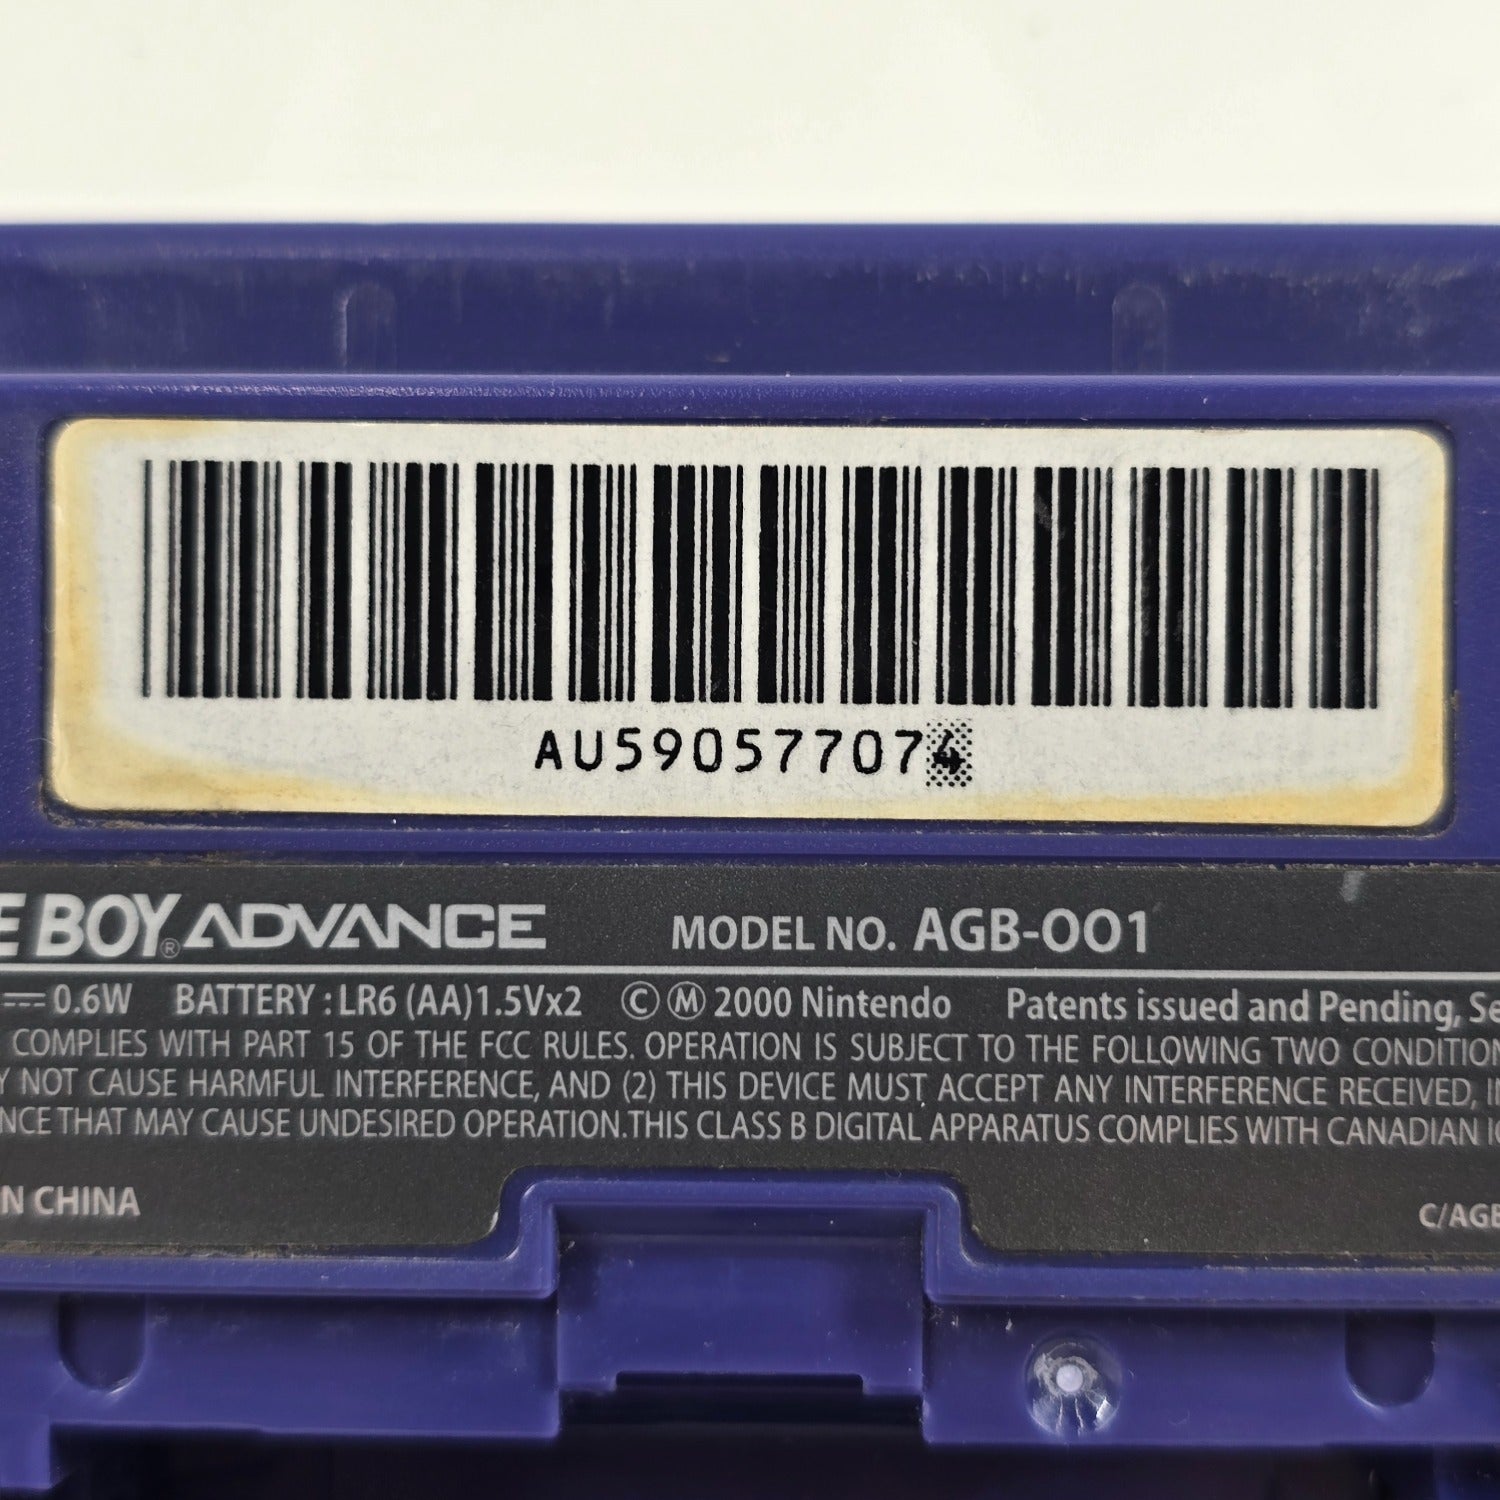 AU590577074
E BOY® ADVANCE MODEL NO. AGB-001
0.6W BATTERY : LR6 (AA)1.5Vx2 © Ⓜ 2000 Nintendo Patents issued and Pending, Se
COMPLIES WITH PART 15 OF THE FCC RULES. OPERATION IS SUBJECT TO THE FOLLOWING TWO CONDITION
Y NOT CAUSE HARMFUL INTERFERENCE, AND (2) THIS DEVICE MUST ACCEPT ANY INTERFERENCE RECEIVED, I
NCE THAT MAY CAUSE UNDESIRED OPERATION.THIS CLASS B DIGITAL APPARATUS COMPLIES WITH CANADIAN IC
N CHINA
C/AGB